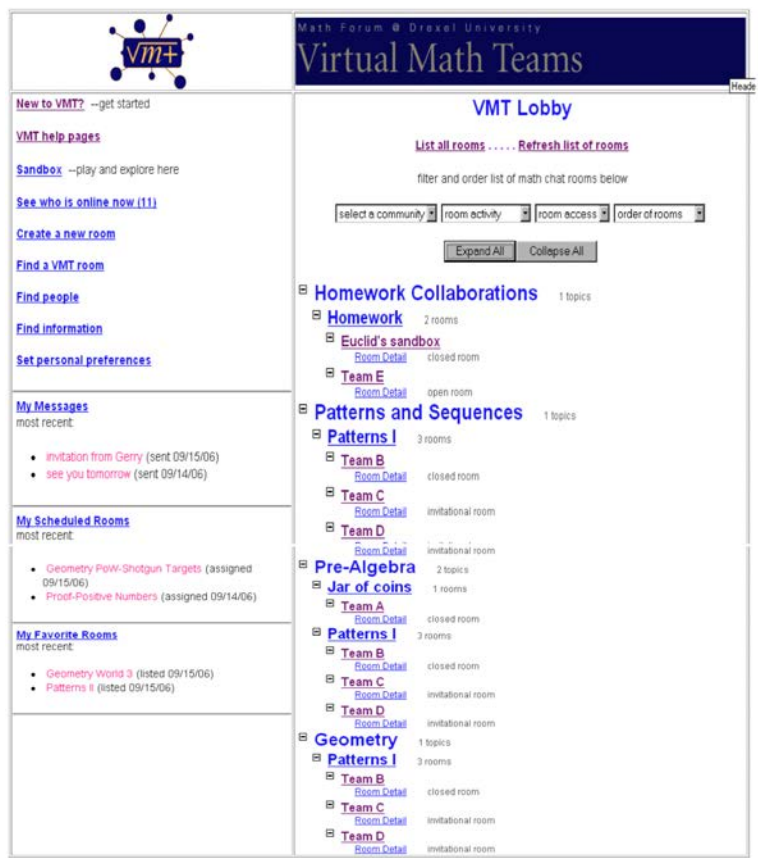 √m+
Math Forum @ Drexel University
Virtual Math Teams
Heade
New to VMT? --get started
VMT help pages
Sandbox --play and explore here
See who is online now (11)
Create a new room
Find a VMT room
Find people
Find information
Set personal preferences
My Messages
most recent:
invitation from Gerry (sent 09/15/06)
see you tomorrow (sent 09/14/06)
My Scheduled Rooms
most recent:
Geometry PoW-Shotgun Targets (assigned
09/15/06)
Proof-Positive Numbers (assigned 09/14/06)
My Favorite Rooms
most recent:
Geometry World 3 (listed 09/15/06)
Patterns II (listed 09/15/06)
VMT Lobby
List all rooms . . . . . Refresh list of rooms
filter and order list of math chat rooms below
select a community room activity room access order of rooms
Expand All Collapse All
Homework Collaborations 1 topics
Homework 2 rooms
Euclid's sandbox
Room Detail closed room
Team E
Room Detail open room
Patterns and Sequences 1 topics
Patterns I 3 rooms
Team B
Room Detail closed room
Team C
Room Detail invitational room
Team D
Room Detail invitational room
Pre-Algebra 2 topics
Jar of coins 1 rooms
Team A
Room Detail closed room
Patterns I 3 rooms
Team B
Room Detail closed room
Team C
Room Detail invitational room
Team D
Room Detail invitational room
Geometry 1 topics
Patterns I 3 rooms
Team B
Room Detail closed room
Team C
Room Detail invitational room
Team D
Room Detail invitational room